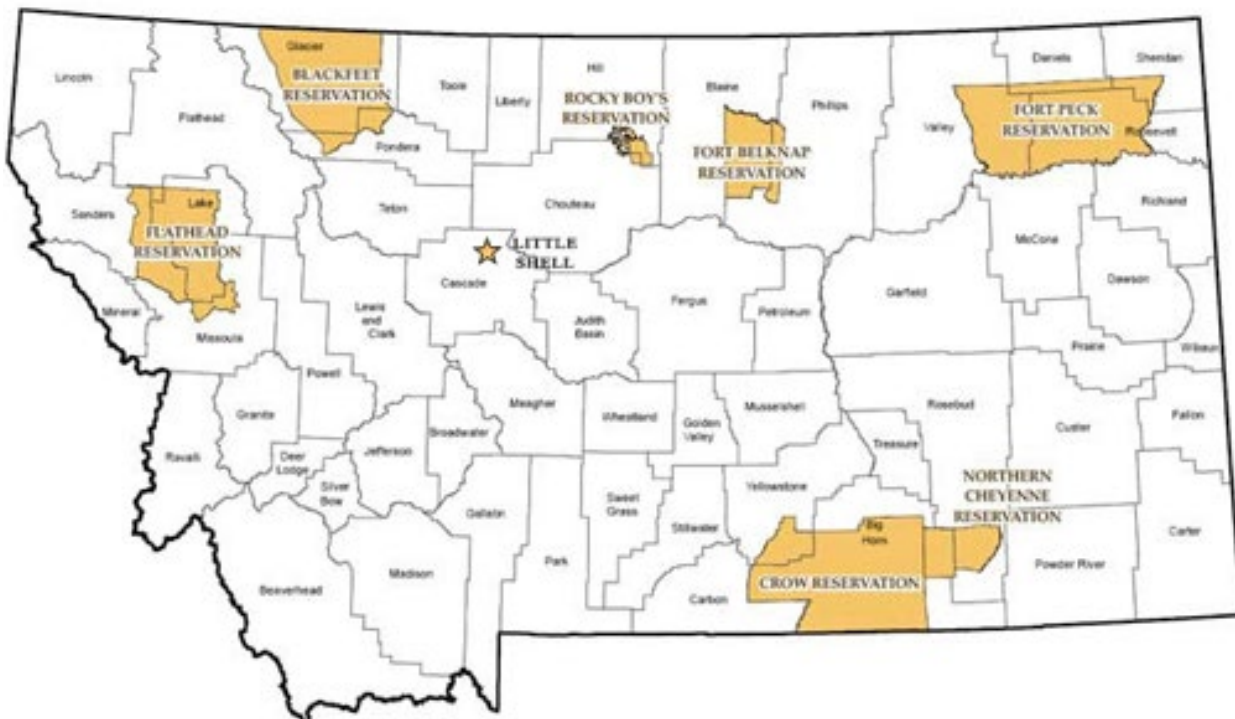 Lincoln
Flathead
Glacier
BLACKFEET
RESERVATION
Toole
Liberty
Hill
ROCKY BOY'S
RESERVATION
Blaine
Phillips
Valley
Daniels
Sheridan
FORT PECK
RESERVATION
Roosevelt
Pondera
FORT BELKNAP
RESERVATION
Sanders
Lake
FLATHEAD
RESERVATION
Teton
Chouteau
Richland
McCone
LITTLE
SHELL
Cascade
Mineral
Missoula
Lewis
and
Clark
Judith
Basin
Fergus
Petroleum
Garfield
Dawson
Prairie
Wibaux
Powell
Granite
Ravalli
Deer
Lodge
Silver
Bow
Jefferson
Broadwater
Meagher
Wheatland
Golden
Valley
Musselshell
Treasure
Rosebud
Custer
Fallon
NORTHERN
CHEYENNE
RESERVATION
Gallatin
Sweet
Grass
Stillwater
Yellowstone
Big
Horn
CROW RESERVATION
Beaverhead
Madison
Park
Carbon
Powder River
Carter